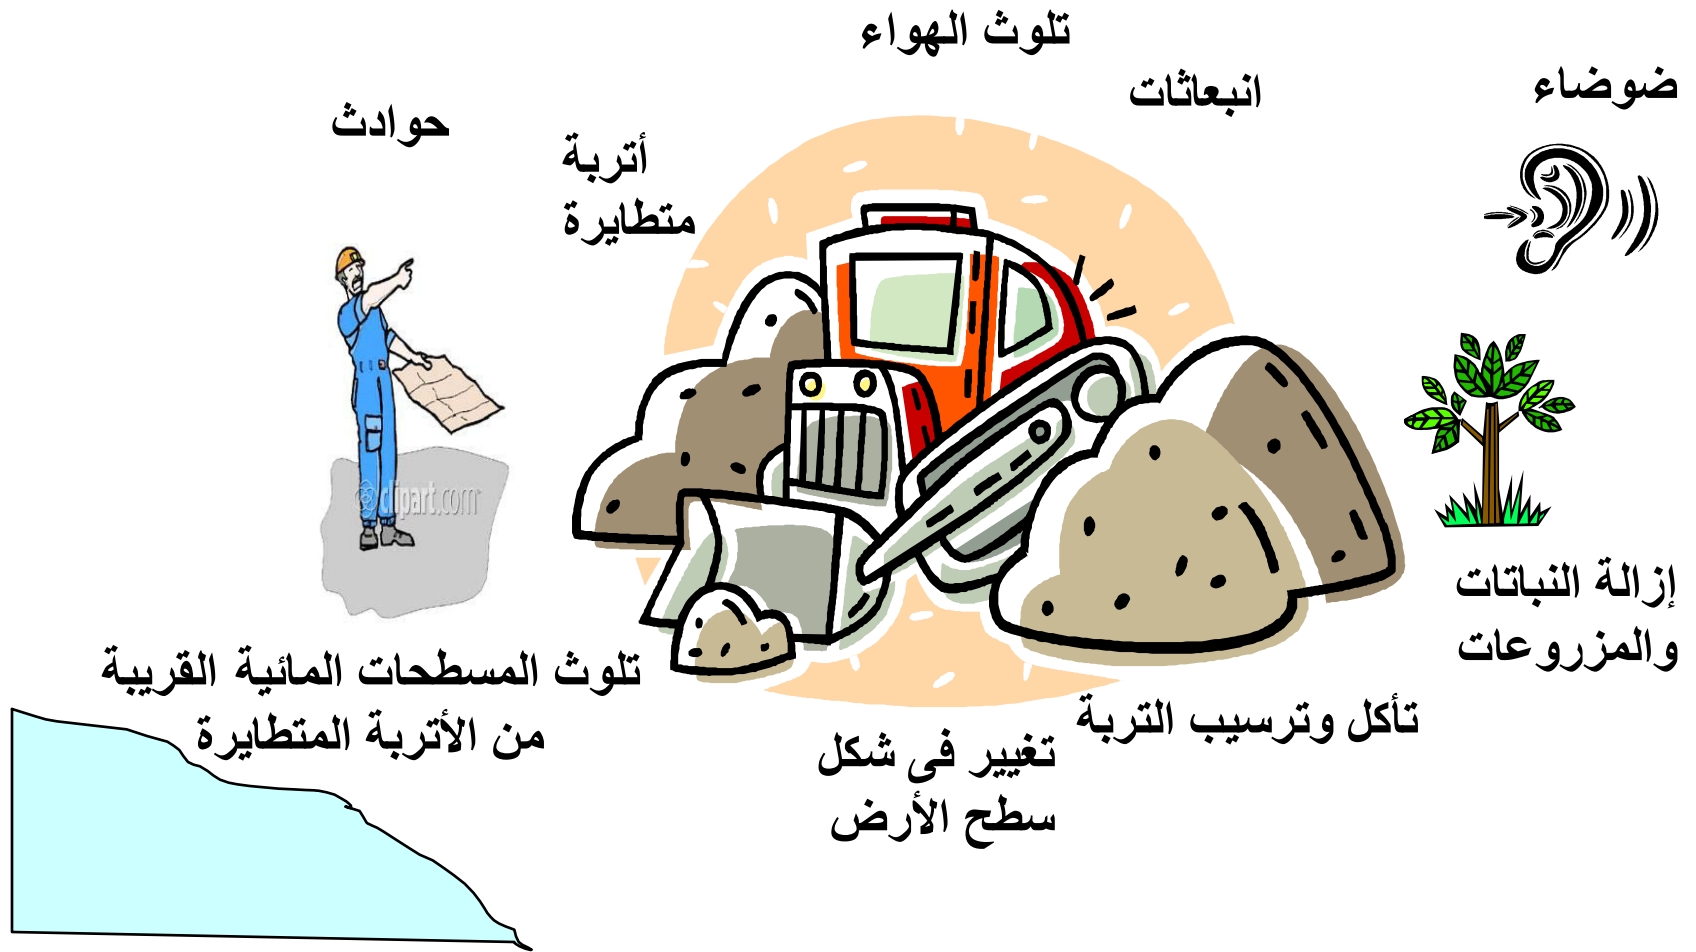 تلوث الهواء
انبعاثات
ضوضاء
حوادث
أتربة
متطايرة
إزالة النباتات
والمزروعات
تلوث المسطحات المائية القريبة
من الأتربة المتطايرة
تأكل وترسيب التربة
تغيير فى شكل
سطح الأرض
clipart.com